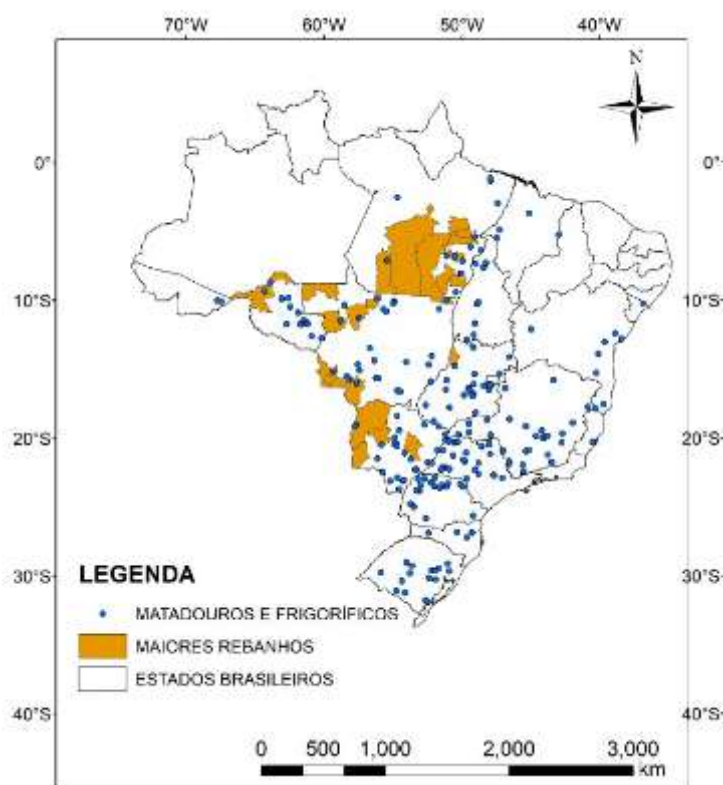 70°W 60°W 50°W 40°W
N
0° 0°
10°S 10°S
20°S 20°S
30°S 30°S
40°S 40°S
LEGENDA
MATADOUROS E FRIGORÍFICOS
MAIORES REBANHOS
ESTADOS BRASILEIROS
0 500 1,000 2,000 3,000
km